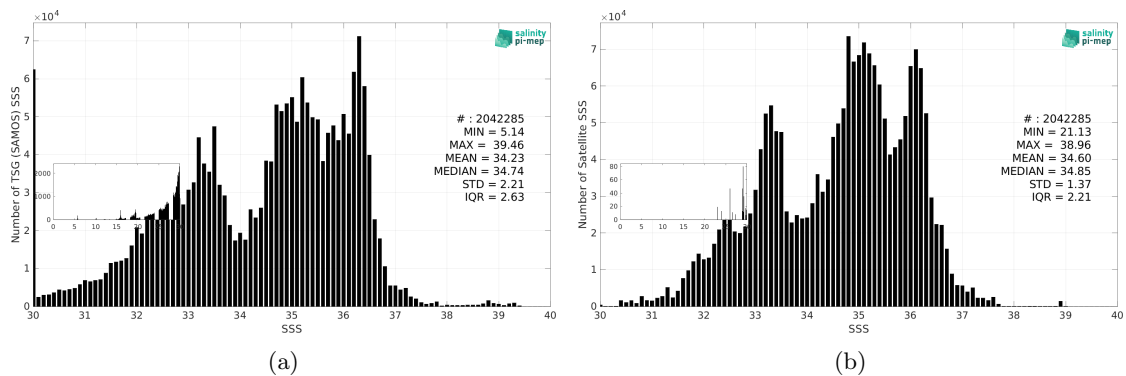 ×10⁴
7
6
5
4
3
2
1
0
Number of TSG (SAMOS) SSS
salinity
pi-mep
# : 2042285
MIN = 5.14
MAX = 39.46
MEAN = 34.23
MEDIAN = 34.74
STD = 2.21
IQR = 2.63
2000
1000
0
0 5 10 15 20 25
30 31 32 33 34 35 36 37 38 39 40
SSS
(a)
×10⁴
7
6
5
4
3
2
1
0
Number of Satellite SSS
salinity
pi-mep
# : 2042285
MIN = 21.13
MAX = 38.96
MEAN = 34.60
MEDIAN = 34.85
STD = 1.37
IQR = 2.21
80
60
40
20
0
0 5 10 15 20 25
30 31 32 33 34 35 36 37 38 39 40
SSS
(b)